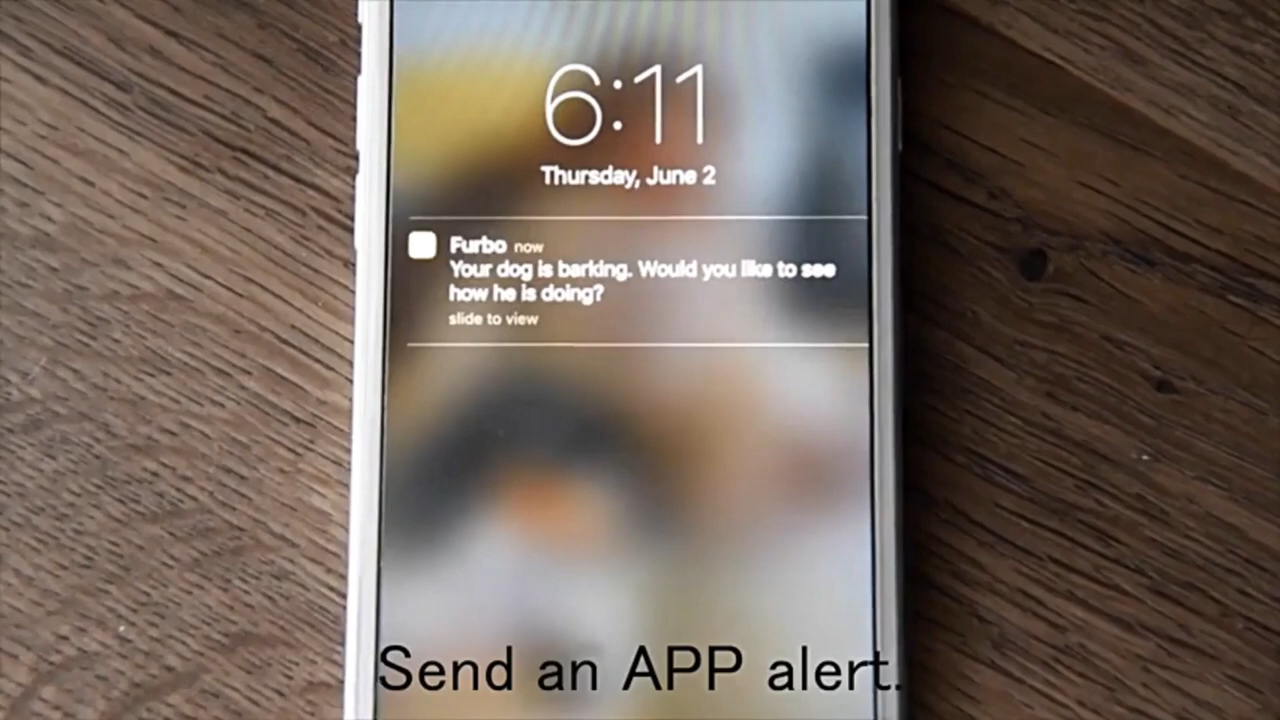 6:11
Thursday, June 2
Furbo now
Your dog is barking. Would you like to see
how he is doing?
slide to view
Send an APP alert.